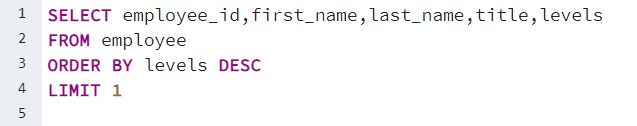 1 SELECT employee_id,first_name,last_name,title,levels
2 FROM employee
3 ORDER BY levels DESC
4 LIMIT 1
5